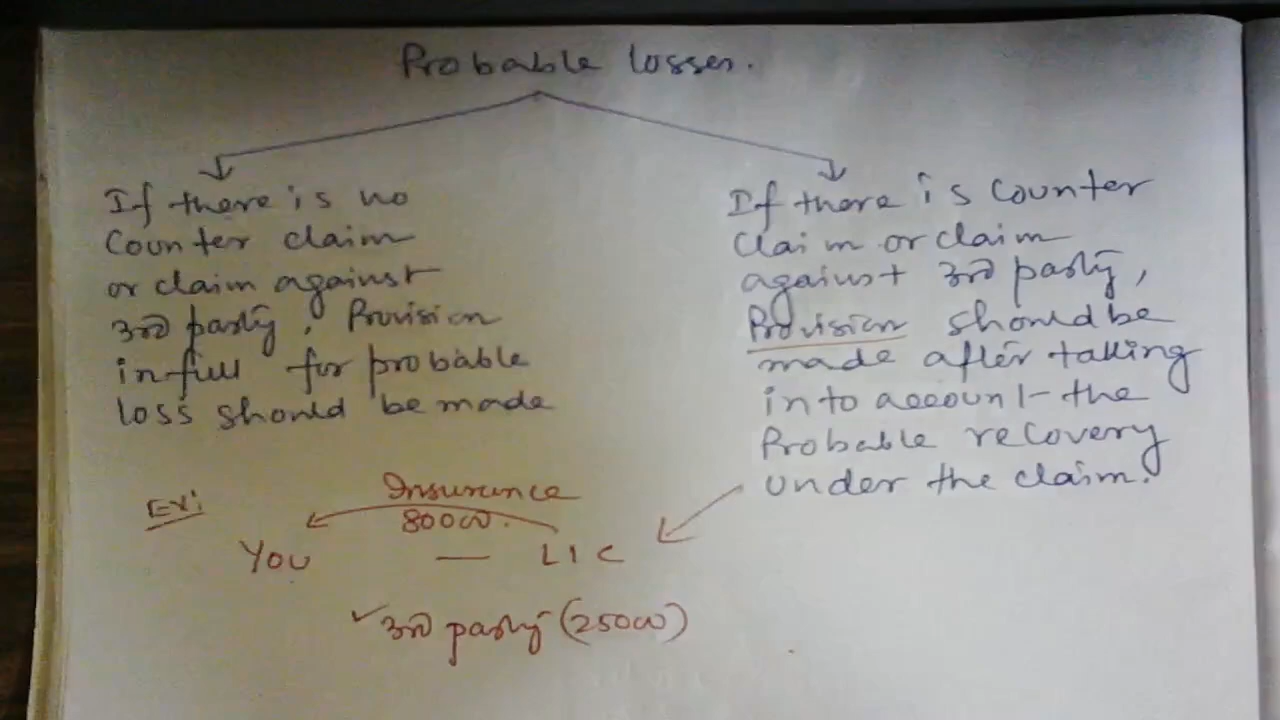 Probable losses.
If there is no
Counter claim
or claim against
3rd party, Provision
in full for probable
loss should be made
If there is Counter
Claim or claim
against 3rd party,
Provision should be
made after taking
into account the
Probable recovery
under the claim.
Ex:
Insurance
80000.
You — LIC
✓3rd party (25000)